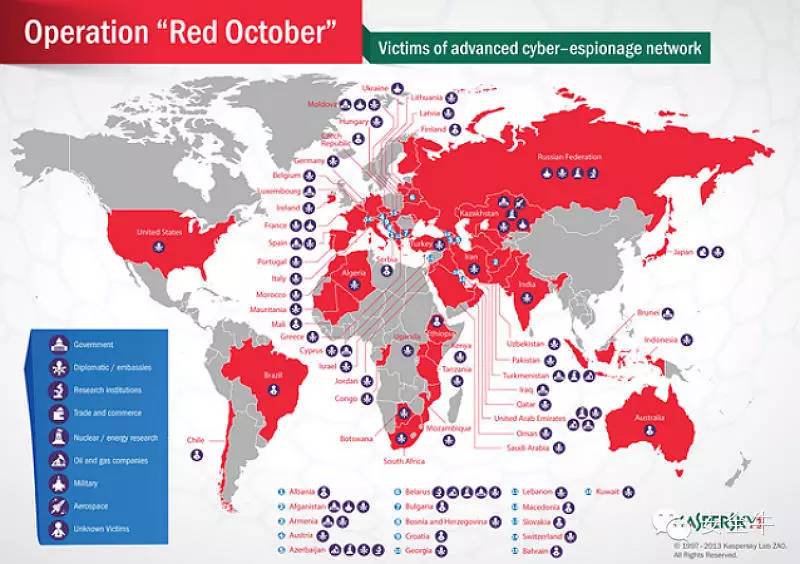 Operation “Red October”
Victims of advanced cyber–espionage network
Ukraine
Moldova
Lithuania
Hungary
Latvia
Czech
Republic
Finland
Germany
Belgium
Luxembourg
Ireland
France
Spain
Portugal
Italy
Morocco
Mauritania
Mali
Greece
Cyprus
Israel
Jordan
Congo
Russian Federation
Kazakhstan
United States
Turkey
Serbia
Algeria
Iran
India
Japan
Brunei
Indonesia
Uganda
Ethiopia
Kenya
Tanzania
Uzbekistan
Pakistan
Turkmenistan
Iraq
Qatar
United Arab Emirates
Oman
Saudi Arabia
Brazil
Chile
Botswana
Mozambique
South Africa
Australia
Government
Diplomatic / embassies
Research institutions
Trade and commerce
Nuclear / energy research
Oil and gas companies
Military
Aerospace
Unknown Victims
1 Albania
2 Afganistan
3 Armenia
4 Austria
5 Azerbaijan
6 Belarus
7 Bulgaria
8 Bosnia and Herzegovina
9 Croatia
10 Georgia
11 Lebanon
12 Macedonia
13 Slovakia
14 Switzerland
15 Bahrain
16 Kuwait
KASPERSKY
安全牛
© 1997–2013 Kaspersky Lab ZAO.
All Rights Reserved.